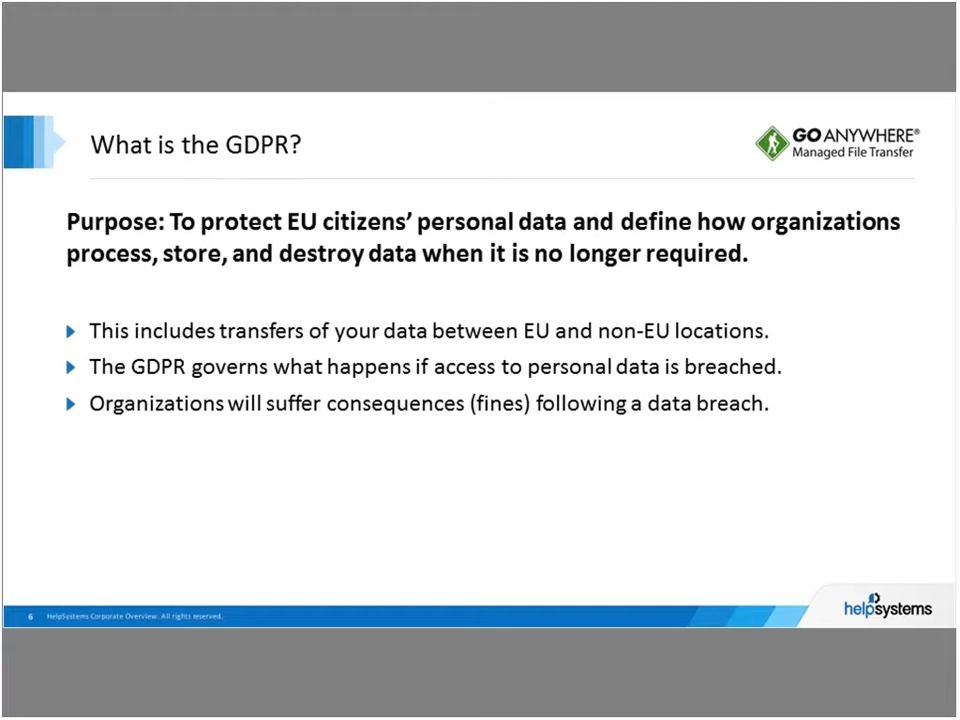 What is the GDPR?
GO ANYWHERE®
Managed File Transfer
Purpose: To protect EU citizens’ personal data and define how organizations
process, store, and destroy data when it is no longer required.
This includes transfers of your data between EU and non-EU locations.
The GDPR governs what happens if access to personal data is breached.
Organizations will suffer consequences (fines) following a data breach.
6 HelpSystems Corporate Overview. All rights reserved.
helpsystems